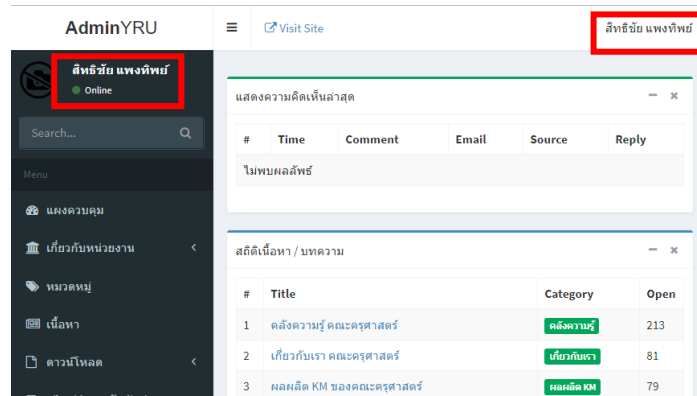 AdminYRU
Visit Site
สิทธิชัย แพงทิพย์
สิทธิชัย แพงทิพย์
Online
Search...
Menu
แผงควบคุม
เกี่ยวกับหน่วยงาน
หมวดหมู่
เนื้อหา
ดาวน์โหลด
แสดงความคิดเห็นล่าสุด
# Time Comment Email Source Reply
ไม่พบผลลัพธ์
สถิติเนื้อหา / บทความ
# Title Category Open
1 คลังความรู้ คณะครุศาสตร์ คลังความรู้ 213
2 เกี่ยวกับเรา คณะครุศาสตร์ เกี่ยวกับเรา 81
3 ผลผลิต KM ของคณะครุศาสตร์ ผลผลิต KM 79